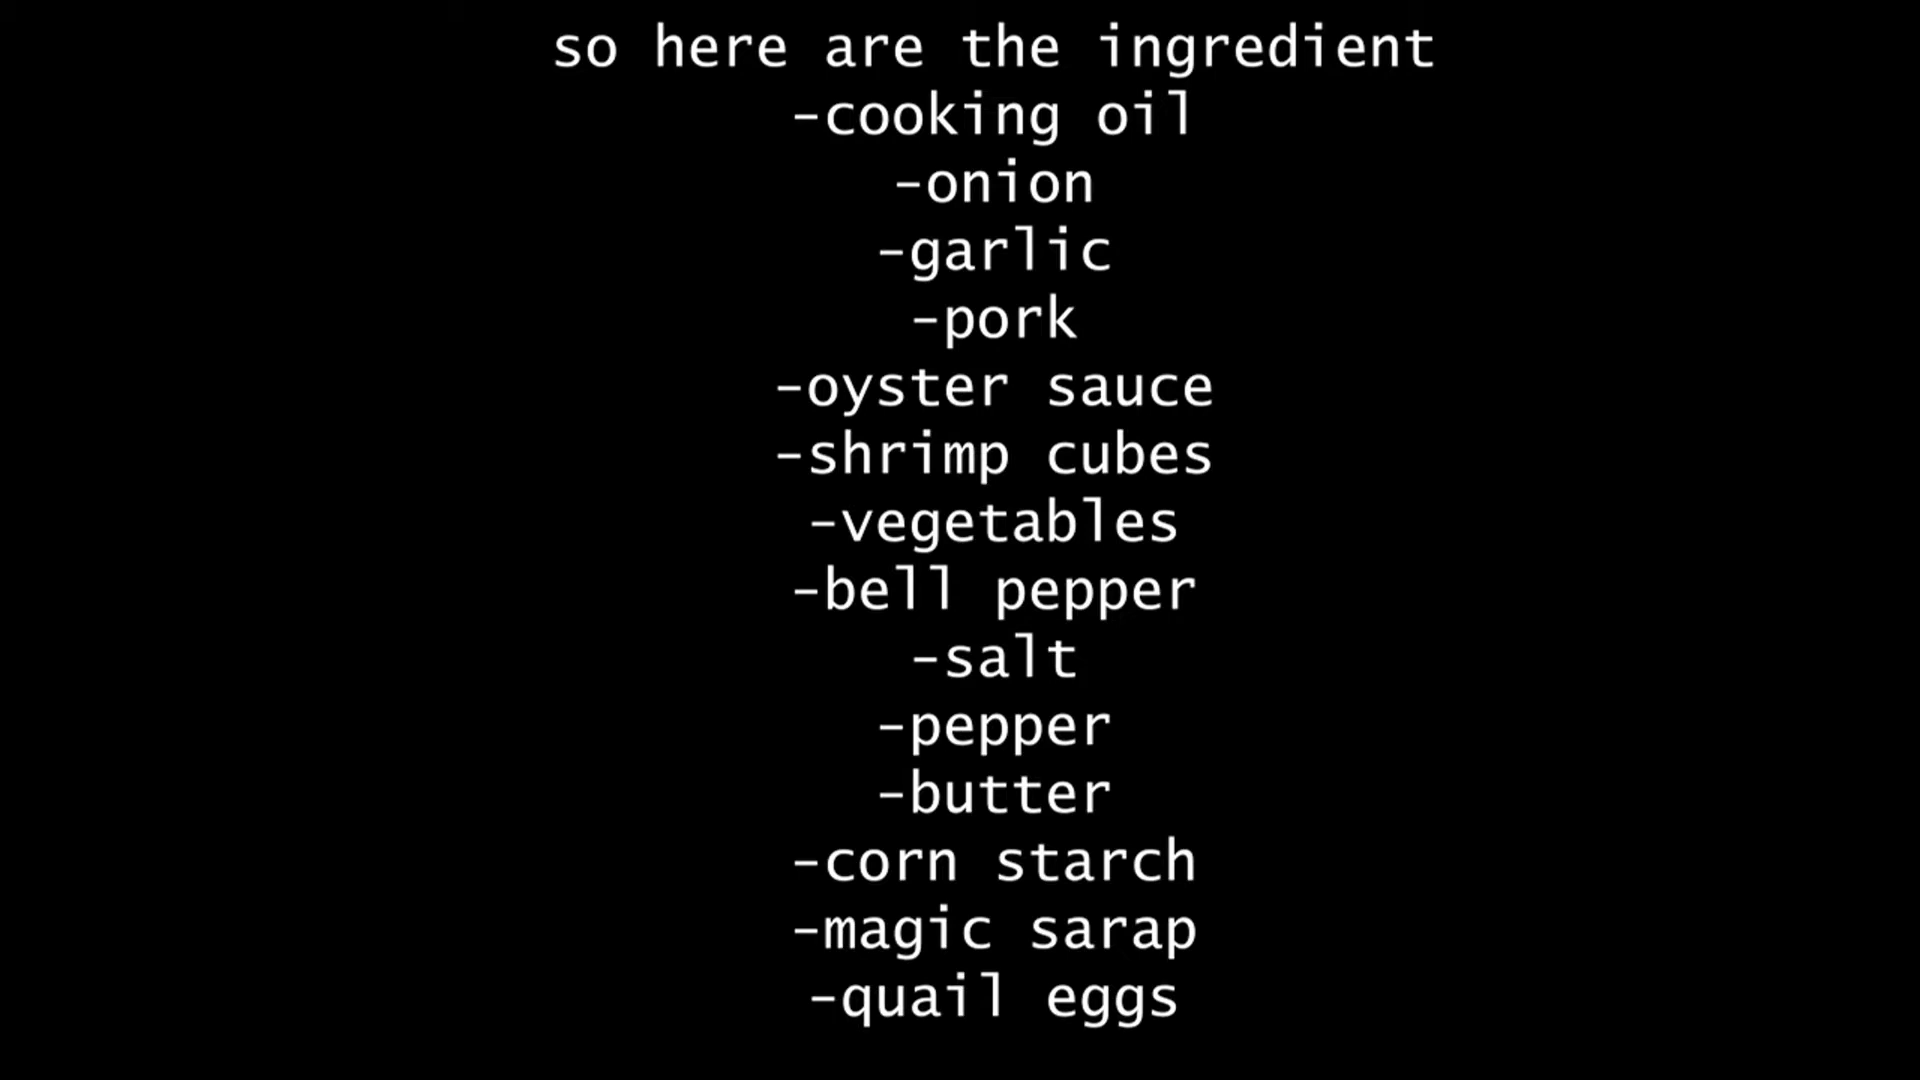 so here are the ingredient
-cooking oil
-onion
-garlic
-pork
-oyster sauce
-shrimp cubes
-vegetables
-bell pepper
-salt
-pepper
-butter
-corn starch
-magic sarap
-quail eggs